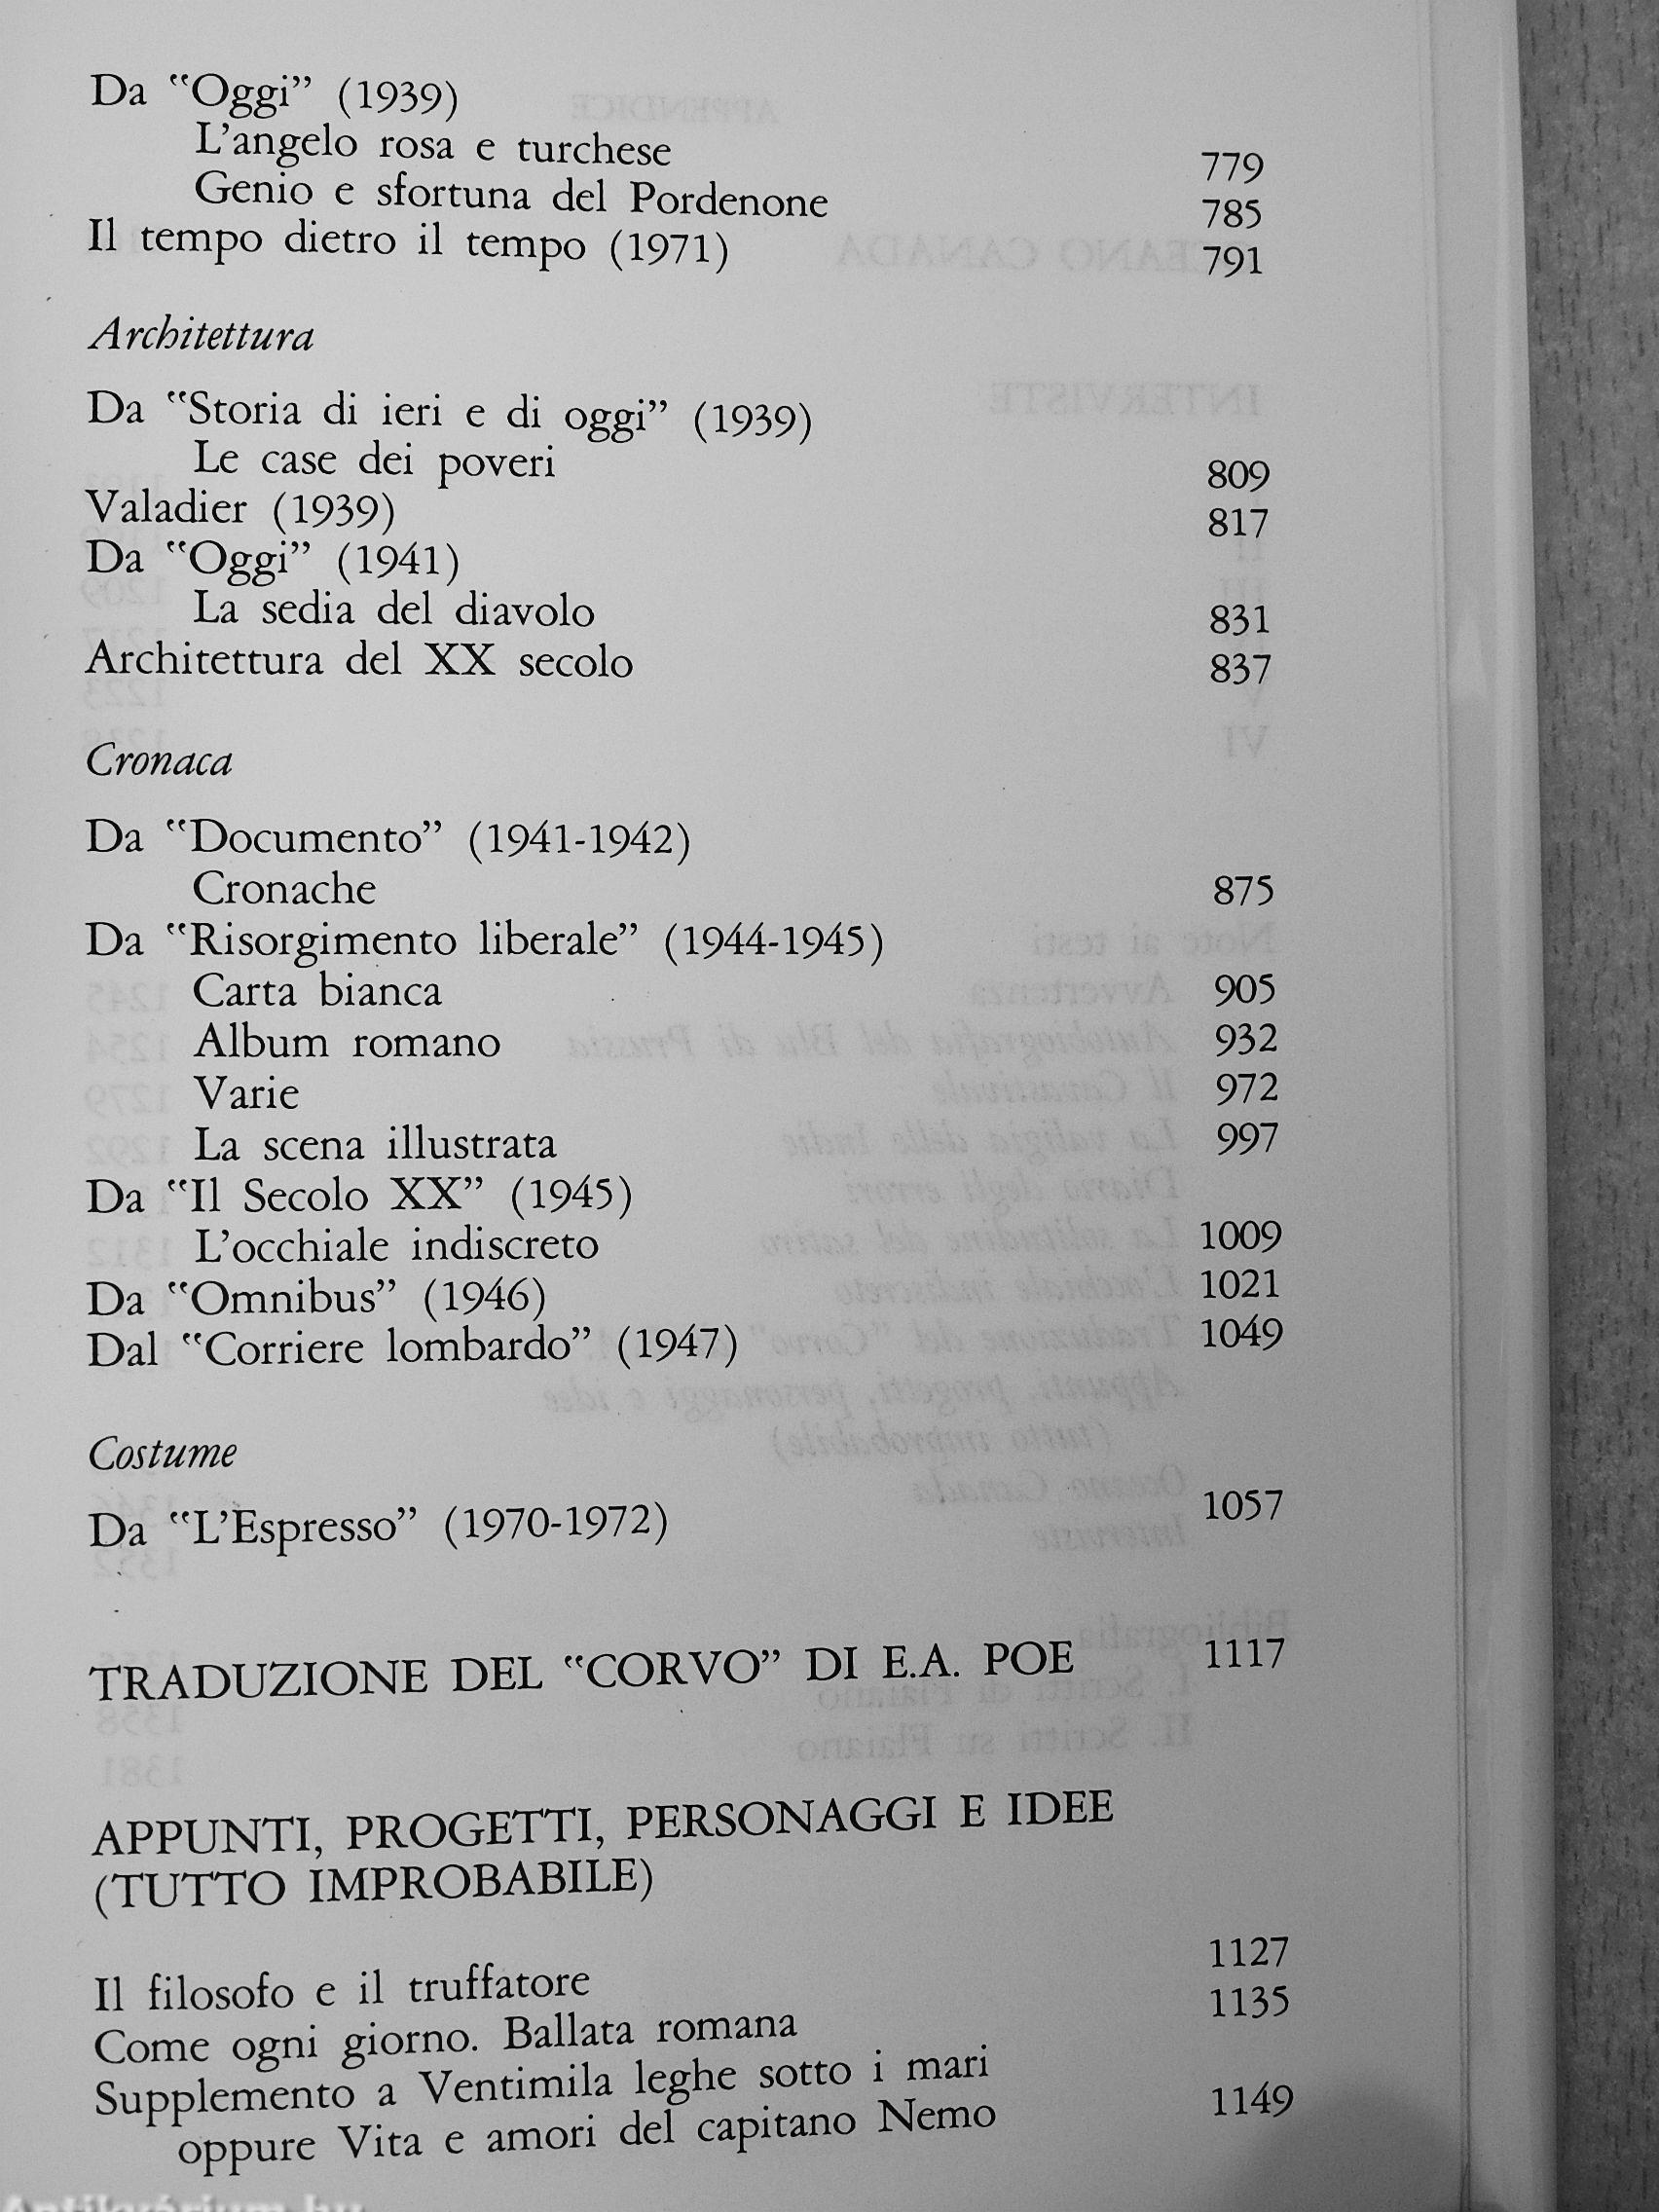 Da "Oggi" (1939)
L'angelo rosa e turchese 779
Genio e sfortuna del Pordenone 785
Il tempo dietro il tempo (1971) 791
Architettura
Da "Storia di ieri e di oggi" (1939)
Le case dei poveri 809
Valadier (1939) 817
Da "Oggi" (1941)
La sedia del diavolo 831
Architettura del XX secolo 837
Cronaca
Da "Documento" (1941-1942)
Cronache 875
Da "Risorgimento liberale" (1944-1945)
Carta bianca 905
Album romano 932
Varie 972
La scena illustrata 997
Da "Il Secolo XX" (1945)
L'occhiale indiscreto 1009
Da "Omnibus" (1946) 1021
Dal "Corriere lombardo" (1947) 1049
Costume
Da "L'Espresso" (1970-1972) 1057
TRADUZIONE DEL "CORVO" DI E.A. POE 1117
APPUNTI, PROGETTI, PERSONAGGI E IDEE
(TUTTO IMPROBABILE)
Il filosofo e il truffatore 1127
Come ogni giorno. Ballata romana 1135
Supplemento a Ventimila leghe sotto i mari
oppure Vita e amori del capitano Nemo 1149